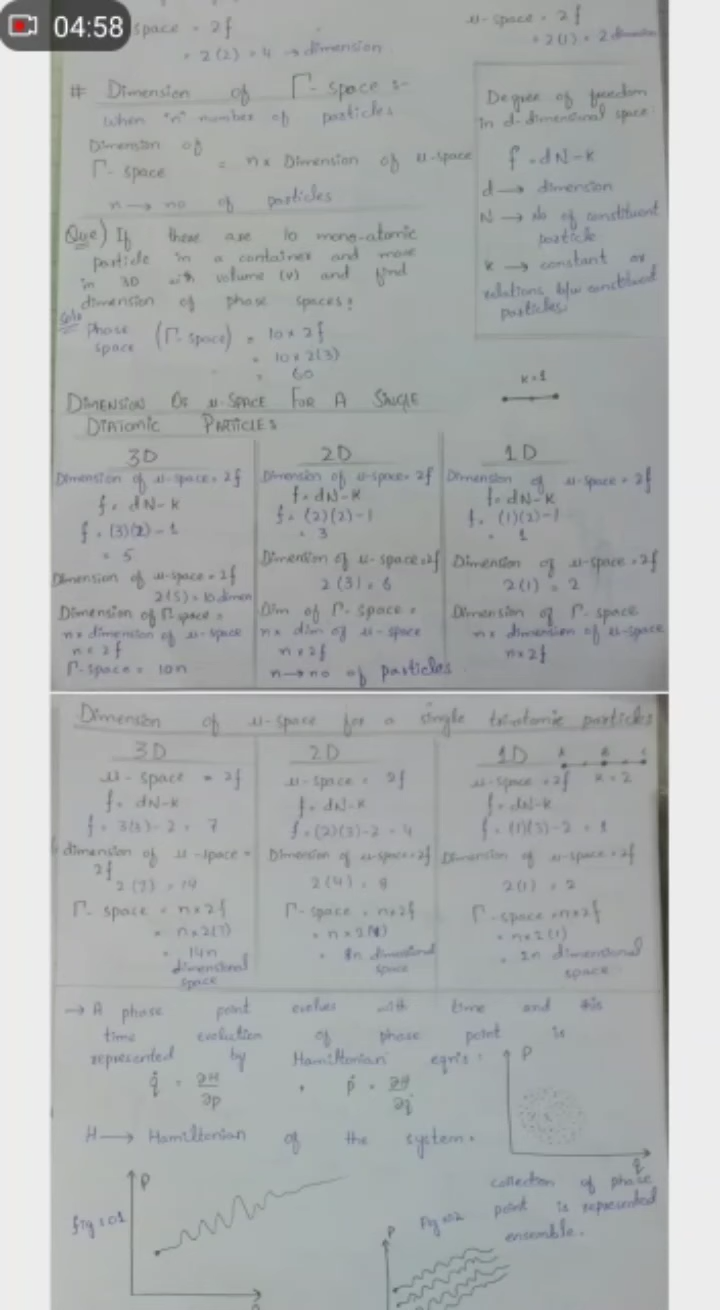 04:58
space = 2f
= 2(2) = 4 → dimension
μ-space = 2f
= 2(1) = 2 dimension
# Dimension of Γ-space :-
when "n" number of particles
Dimension of
Γ-space = n × Dimension of μ-space
n → no of particles
Degree of freedom
in d-dimensional space
f = dN-k
d → dimension
N → No of constituent
particle
k → constant or
relations b/w constituent
particles.
Que) If there are 10 mono-atomic
particle in a container and move
in 3D with volume (v) and find
dimension of phase spaces?
Soln
Phase space (Γ-space) = 10 × 2f
= 10 × 2(3)
= 60
k=1
DIMENSION OF μ-SPACE FOR A SINGLE
DIATOMIC PARTICLES
3D
Dimension of μ-space = 2f
f = dN-k
f = (3)(2)-1
= 5
Dimension of μ-space = 2f
2(5) = 10 dimen
Dimension of Γ space =
n× dimension of μ-space
n × 2f
Γ-space = 10n
2D
Dimension of μ-space = 2f
f = dN-k
f = (2)(2)-1
= 3
Dimension of μ-space = 2f
2(3) = 6
Dim of Γ-space =
n× dim of μ-space
n × 2f
n → no of particles
1D
Dimension of μ-space = 2f
f = dN-k
f = (1)(2)-1
= 1
Dimension of μ-space = 2f
2(1) = 2
Dimension of Γ-space
n× dimension of μ-space
n× 2f
Dimension of μ-space for a single triatomic particles
3D
μ-space = 2f
f = dN-k
f = 3(3)-2 = 7
dimension of μ-space =
2f
2(7) = 14
Γ-space = n×2f
= n×2(7)
= 14n
dimensional
space
2D
μ-space = 2f
f = dN-k
f = (2)(3)-2 = 4
Dimension of μ-space = 2f
2(4) = 8
Γ-space = n×2f
= n×2(4)
= 8n dimensional
space
1D
A B C
k = 2
μ-space = 2f
f = dN-k
f = (1)(3)-2 = 1
Dimension of μ-space = 2f
2(1) = 2
Γ-space = n×2f
= n×2(1)
= 2n dimensional
space
→ A phase point evolves with time and this
time evolution of phase point is
represented by Hamiltonian eqn's :
q̇ = ∂H/∂p , ṗ = ∂H/∂q
H → Hamiltonian of the system.
P
q
collection of phase
point is represented
ensemble.
P
fig :01
P
Fig :02